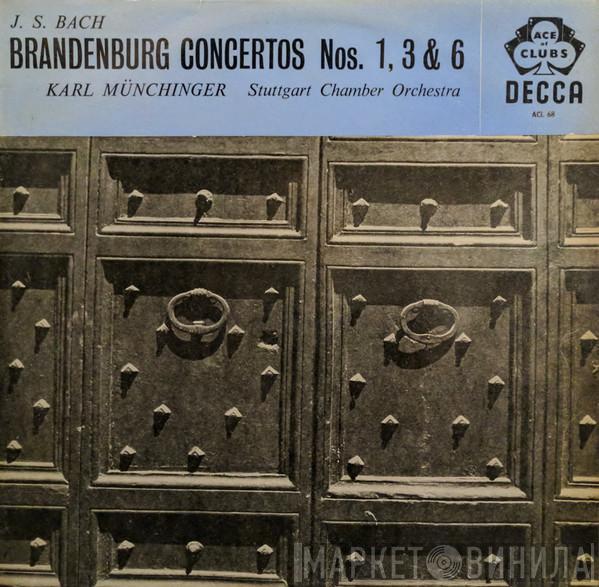 J. S. BACH
BRANDENBURG CONCERTOS Nos. 1, 3 & 6
KARL MÜNCHINGER Stuttgart Chamber Orchestra
ACE
of
CLUBS
DECCA
ACL 68
МАРКЕТ ВИНИЛА